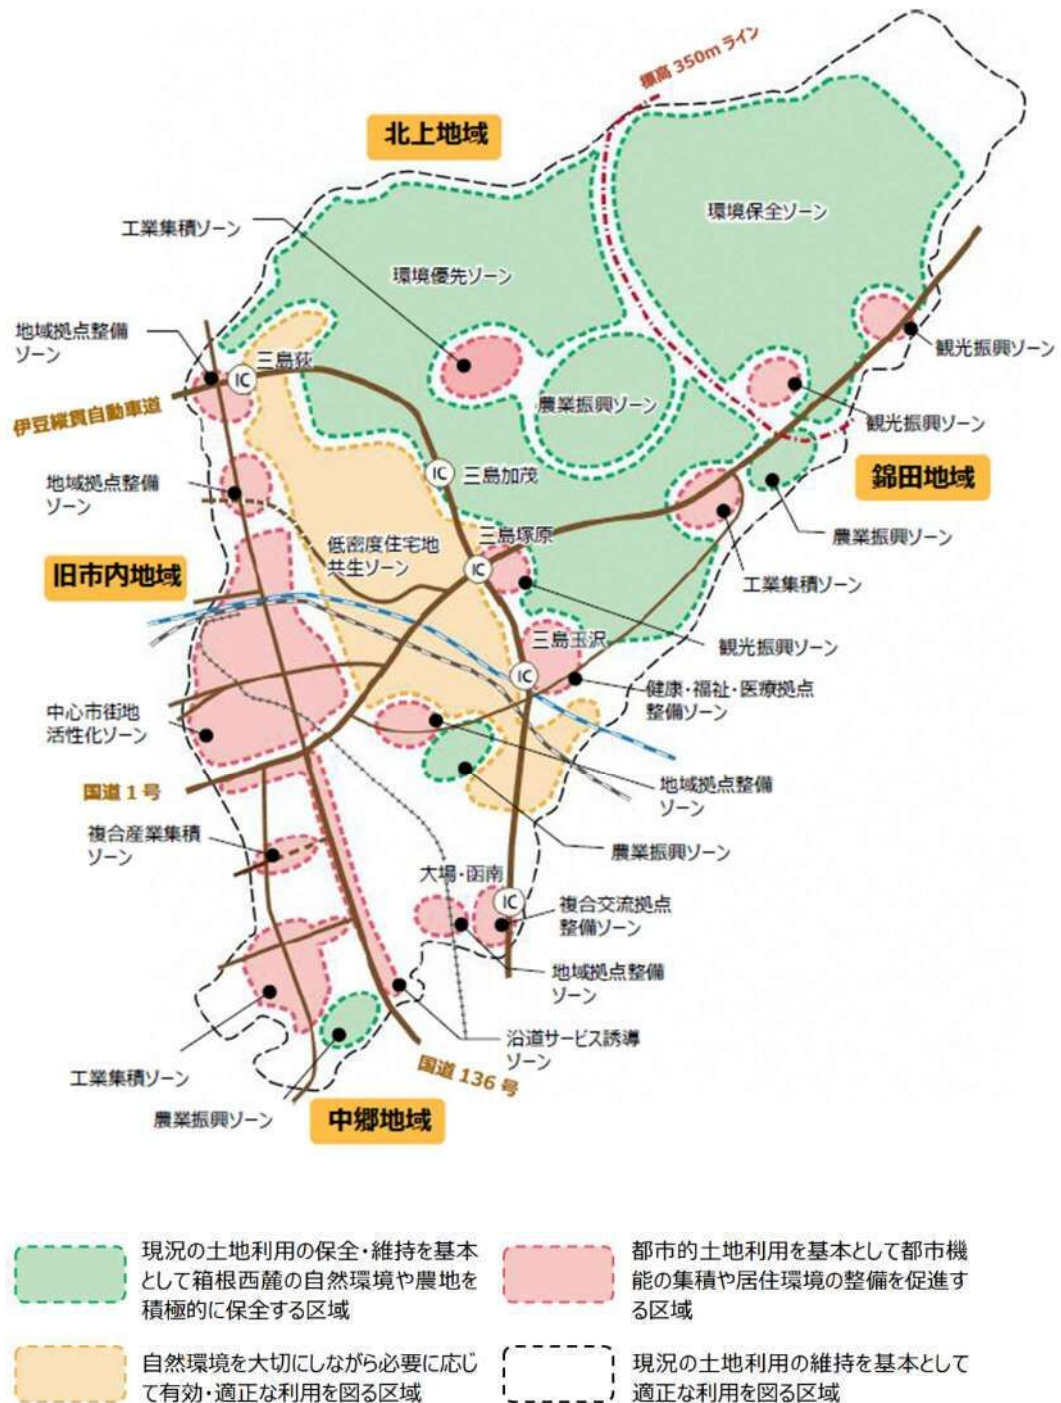 標高350mライン
北上地域
工業集積ゾーン
環境保全ゾーン
環境優先ゾーン
地域拠点整備
ゾーン
三島萩
IC
観光振興ゾーン
伊豆縦貫自動車道
農業振興ゾーン
観光振興ゾーン
地域拠点整備
ゾーン
IC
三島加茂
錦田地域
三島塚原
農業振興ゾーン
低密度住宅地
共生ゾーン
旧市内地域
IC
工業集積ゾーン
三島玉沢
観光振興ゾーン
IC
健康・福祉・医療拠点
整備ゾーン
中心市街地
活性化ゾーン
国道1号
地域拠点整備
ゾーン
複合産業集積
ゾーン
農業振興ゾーン
大場・函南
IC
複合交流拠点
整備ゾーン
地域拠点整備
ゾーン
沿道サービス誘導
ゾーン
工業集積ゾーン
国道136号
農業振興ゾーン
中郷地域
現況の土地利用の保全・維持を基本
として箱根西麓の自然環境や農地を
積極的に保全する区域
都市的土地利用を基本として都市機
能の集積や居住環境の整備を促進す
る区域
自然環境を大切にしながら必要に応じ
て有効・適正な利用を図る区域
現況の土地利用の維持を基本として
適正な利用を図る区域